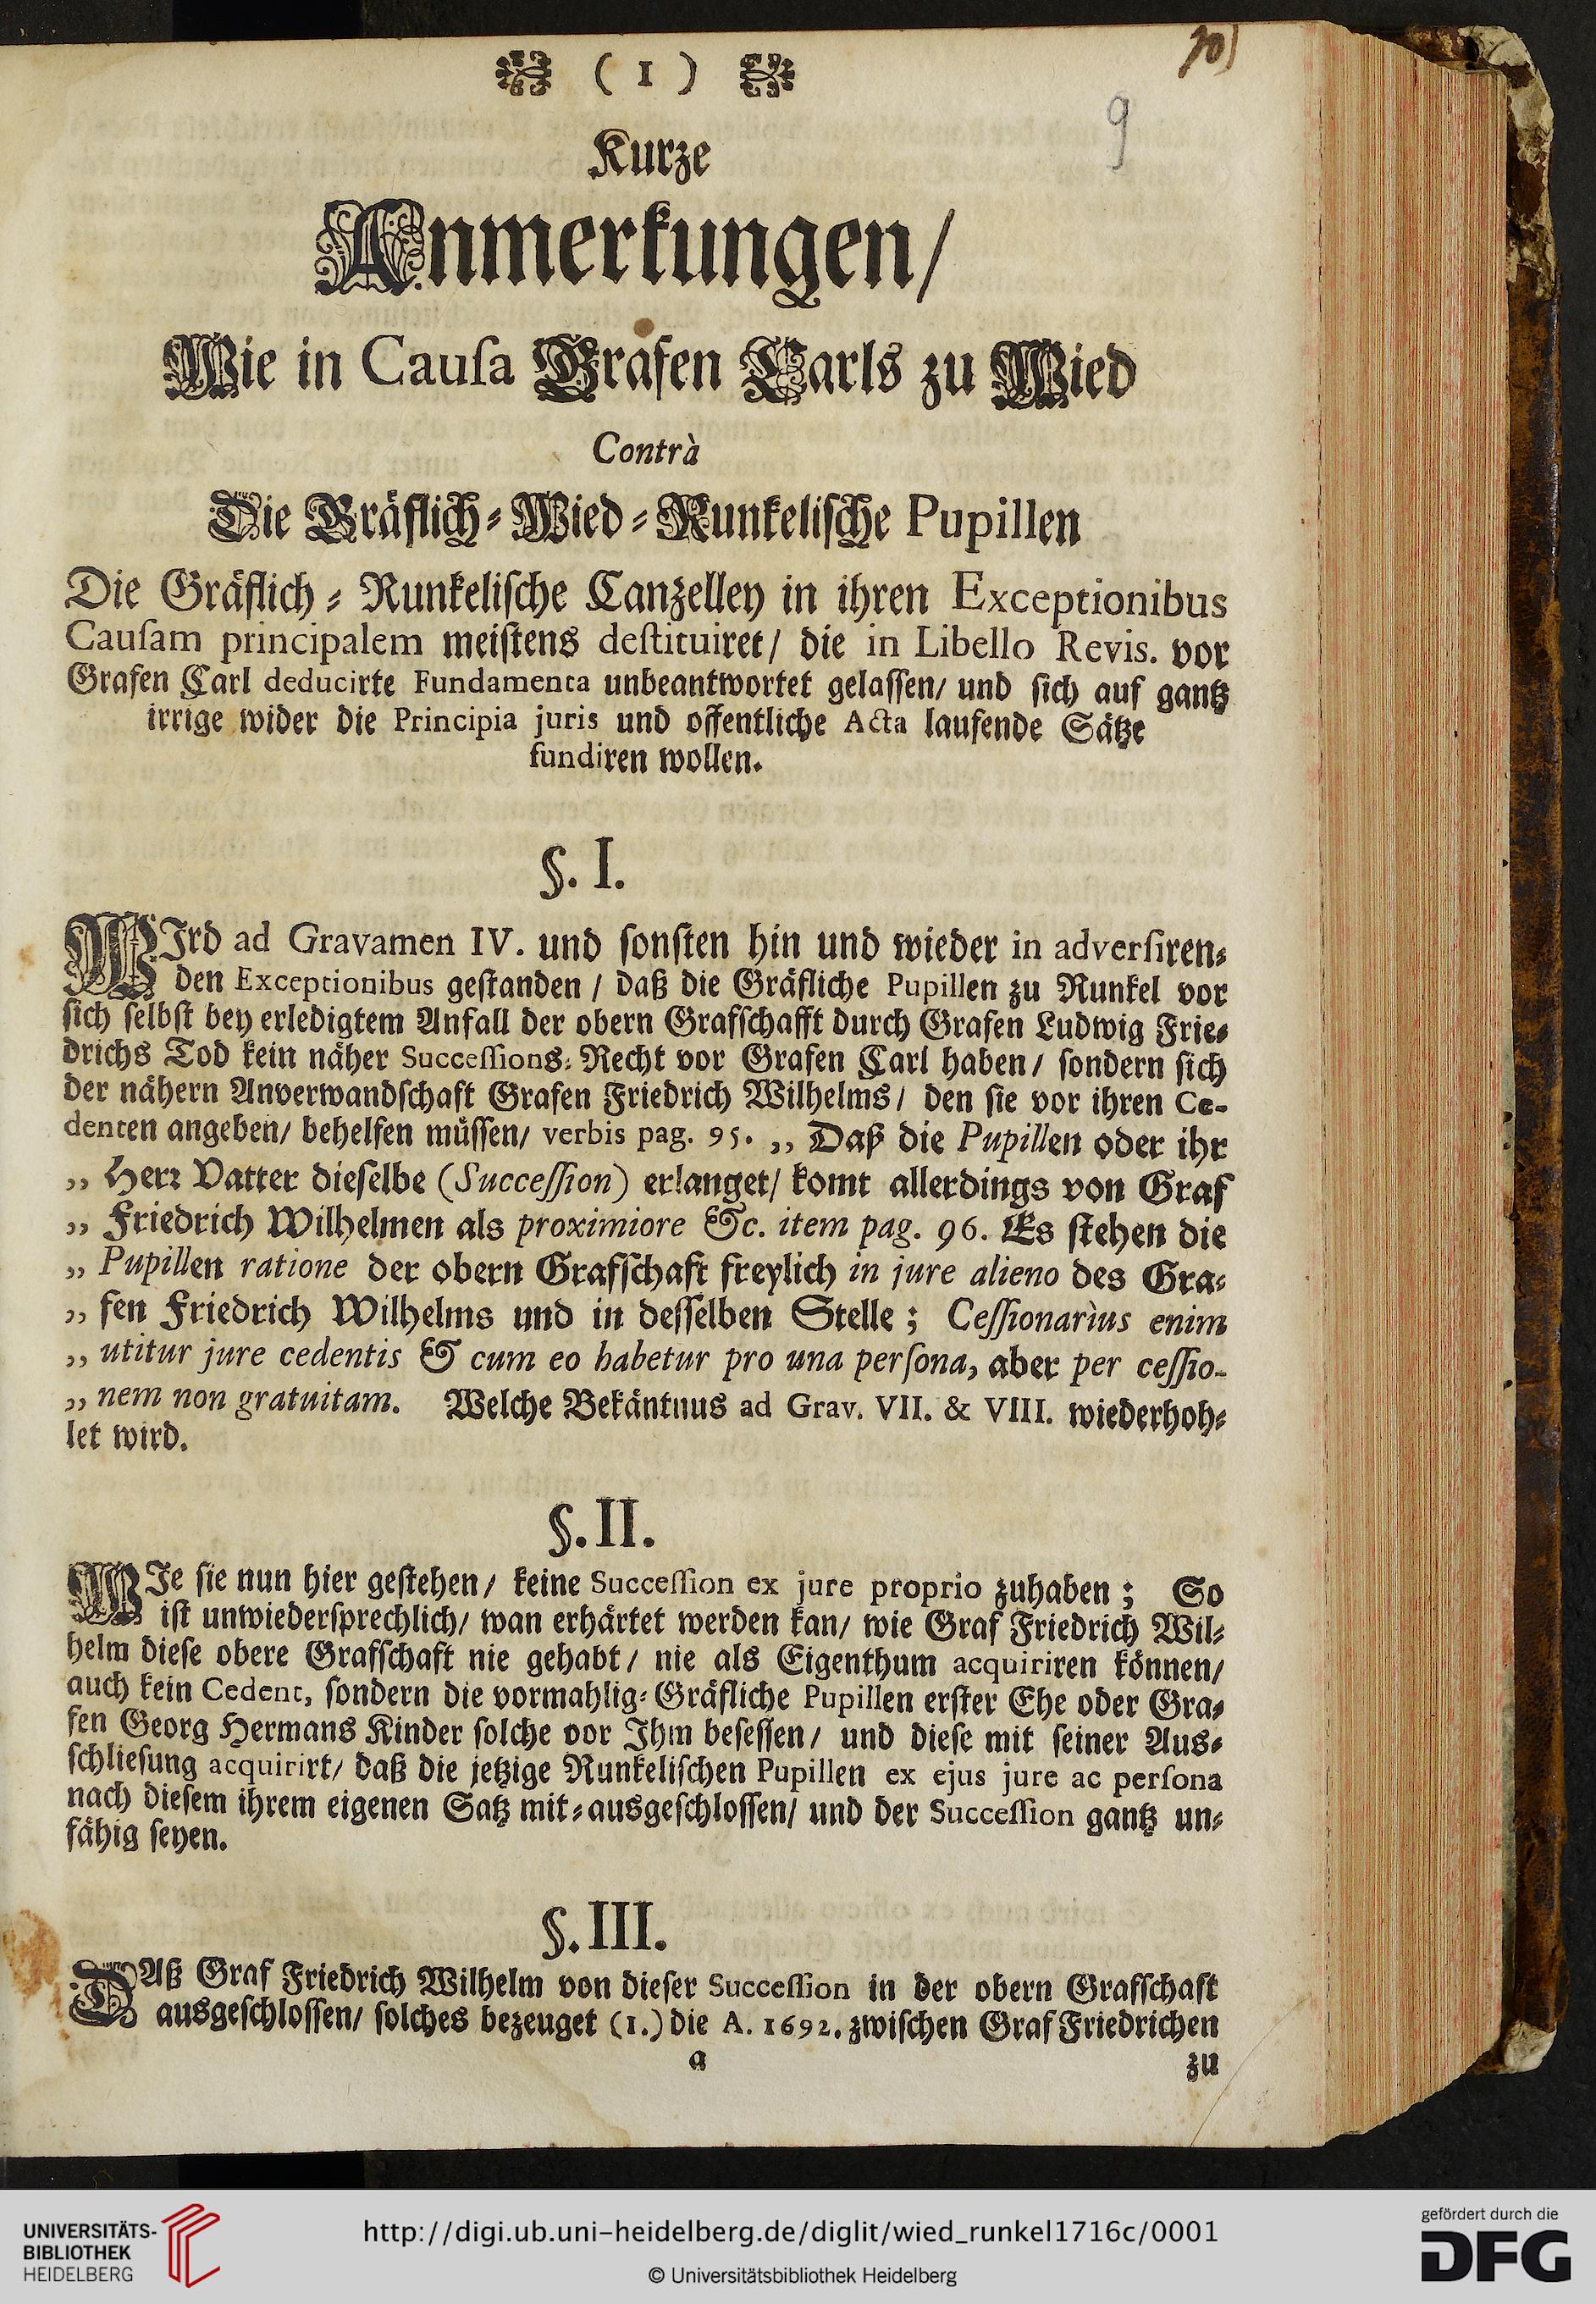 ( I )
Kurze
Anmerkungen/
Wie in Causa Grafen Carls zu Wied
Contrà
Die Gräflich-Wied-Runkelische Pupillen
Die Gräflich-Runkelische Canzelley in ihren Exceptionibus
Causam principalem meistens destituiret/ die in Libello Revis. vor
Grafen Carl deducirte Fundamenta unbeantwortet gelassen/ und sich auf gantz
irrige wider die Principia juris und offentliche Acta laufende Sätze
fundiren wollen.
§. I.
WIrd ad Gravamen IV. und sonsten hin und wieder in adversiren-
den Exceptionibus gestanden / daß die Gräfliche Pupillen zu Runkel vor
sich selbst bey erledigtem Anfall der obern Grafschafft durch Grafen Ludwig Frie-
drichs Tod kein näher Successions-Recht vor Grafen Carl haben/ sondern sich
der nähern Anverwandschaft Grafen Friedrich Wilhelms/ den sie vor ihren Ce-
denten angeben/ behelfen müssen/ verbis pag. 95. „ Daß die Pupillen oder ihr
„ Herr Vatter dieselbe (Succession) erlanget/ komt allerdings von Graf
„ Friedrich Wilhelmen als proximiore &c. item pag. 96. Es stehen die
„ Pupillen ratione der obern Grafschaft freylich in jure alieno des Gra-
„ fen Friedrich Wilhelms und in desselben Stelle ; Cessionarìus enim
„ utitur jure cedentis & cum eo habetur pro una persona, aber per cessio-
„ nem non gratuitam. Welche Bekäntnus ad Grav. VII. & VIII. wiederhoh-
let wird.
§. II.
WIe sie nun hier gestehen/ keine Succession ex jure proprio zuhaben ; So
ist unwiedersprechlich/ wan erhärtet werden kan/ wie Graf Friedrich Wil-
helm diese obere Grafschaft nie gehabt/ nie als Eigenthum acquiriren können/
auch kein Cedent, sondern die vormahlig-Gräfliche Pupillen erster Ehe oder Gra-
fen Georg Hermans Kinder solche vor Ihm besessen/ und diese mit seiner Aus-
schliesung acquirirt/ daß die jetzige Runkelischen Pupillen ex ejus jure ac persona
nach diesem ihrem eigenen Satz mit-ausgeschlossen/ und der Succession gantz un-
fähig seyen.
§. III.
DAß Graf Friedrich Wilhelm von dieser Succession in der obern Grafschaft
ausgeschlossen/ solches bezeuget (1.) die A. 1692. zwischen Graf Friedrichen
a
zu
9
UNIVERSITÄTS-
BIBLIOTHEK
HEIDELBERG
http://digi.ub.uni-heidelberg.de/diglit/wied_runkel1716c/0001
© Universitätsbibliothek Heidelberg
gefördert durch die
DFG